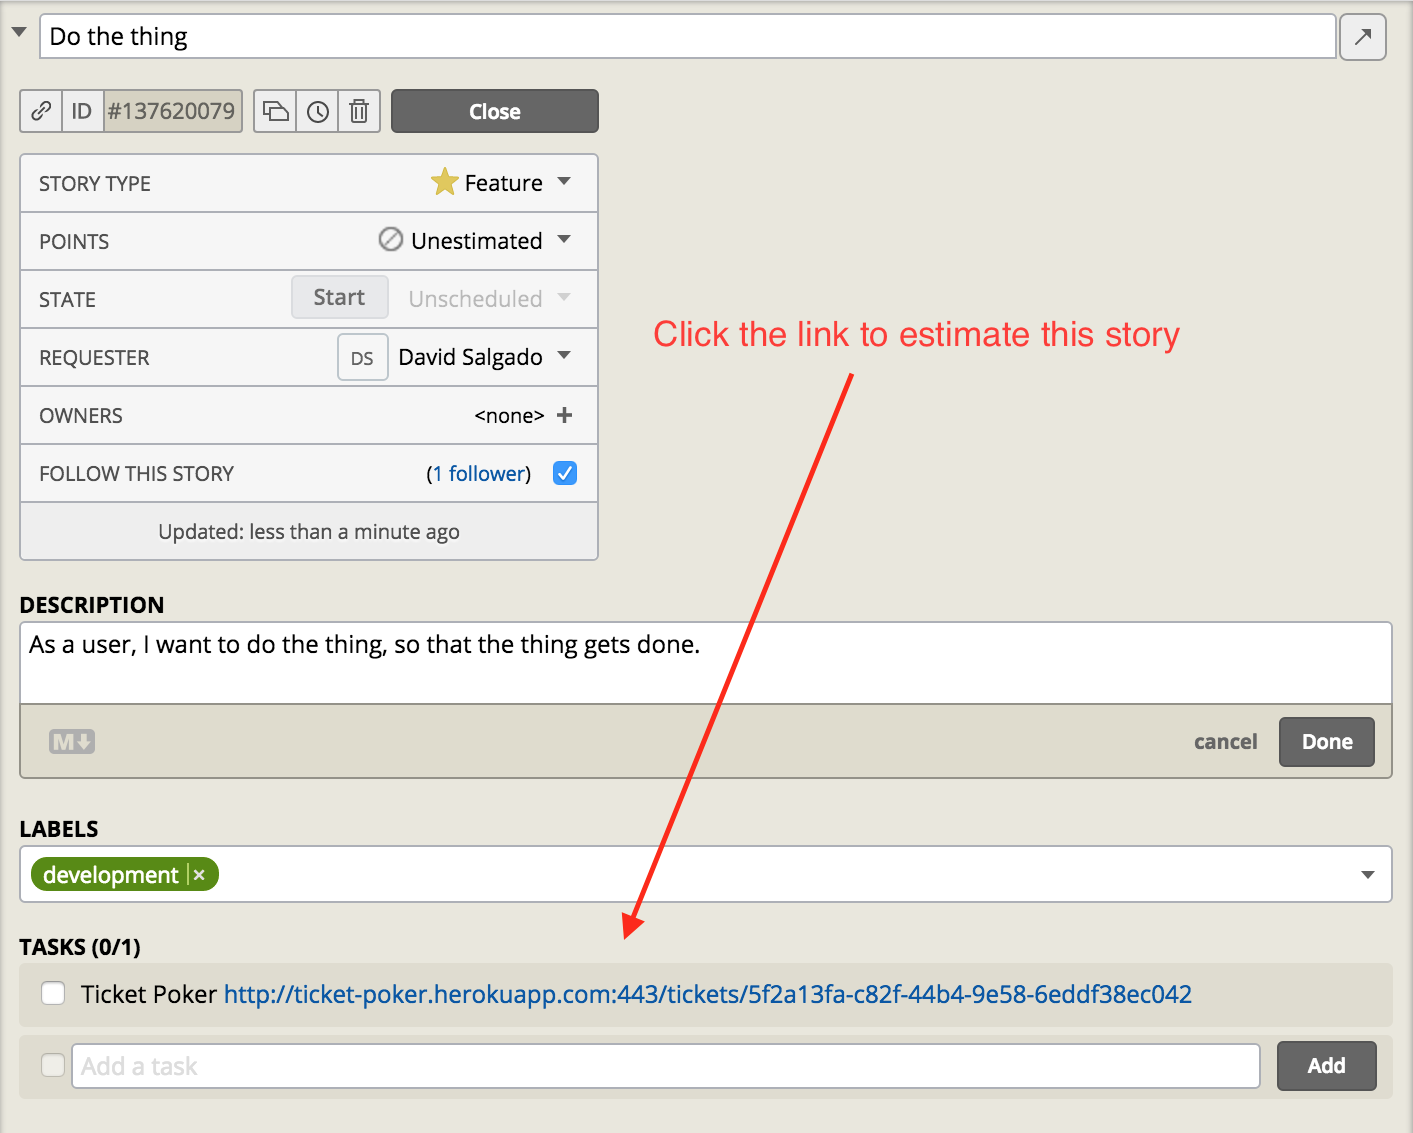 Do the thing
ID #137620079 Close
STORY TYPE Feature
POINTS Unestimated
STATE Start Unscheduled
Click the link to estimate this story
REQUESTER DS David Salgado
OWNERS <none> +
FOLLOW THIS STORY (1 follower)
Updated: less than a minute ago
DESCRIPTION
As a user, I want to do the thing, so that the thing gets done.
M cancel Done
LABELS
development ×
TASKS (0/1)
Ticket Poker http://ticket-poker.herokuapp.com:443/tickets/5f2a13fa-c82f-44b4-9e58-6eddf38ec042
Add a task Add